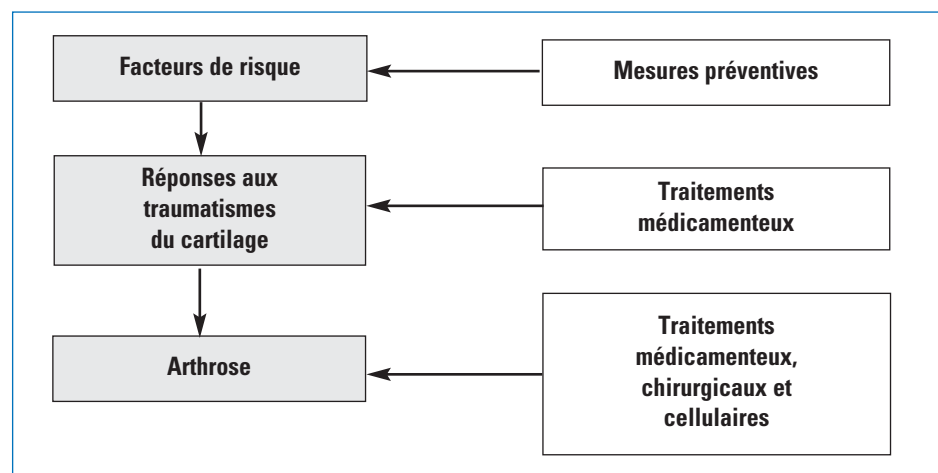 Facteurs de risque
Mesures préventives
Réponses aux
traumatismes
du cartilage
Traitements
médicamenteux
Arthrose
Traitements
médicamenteux,
chirurgicaux et
cellulaires